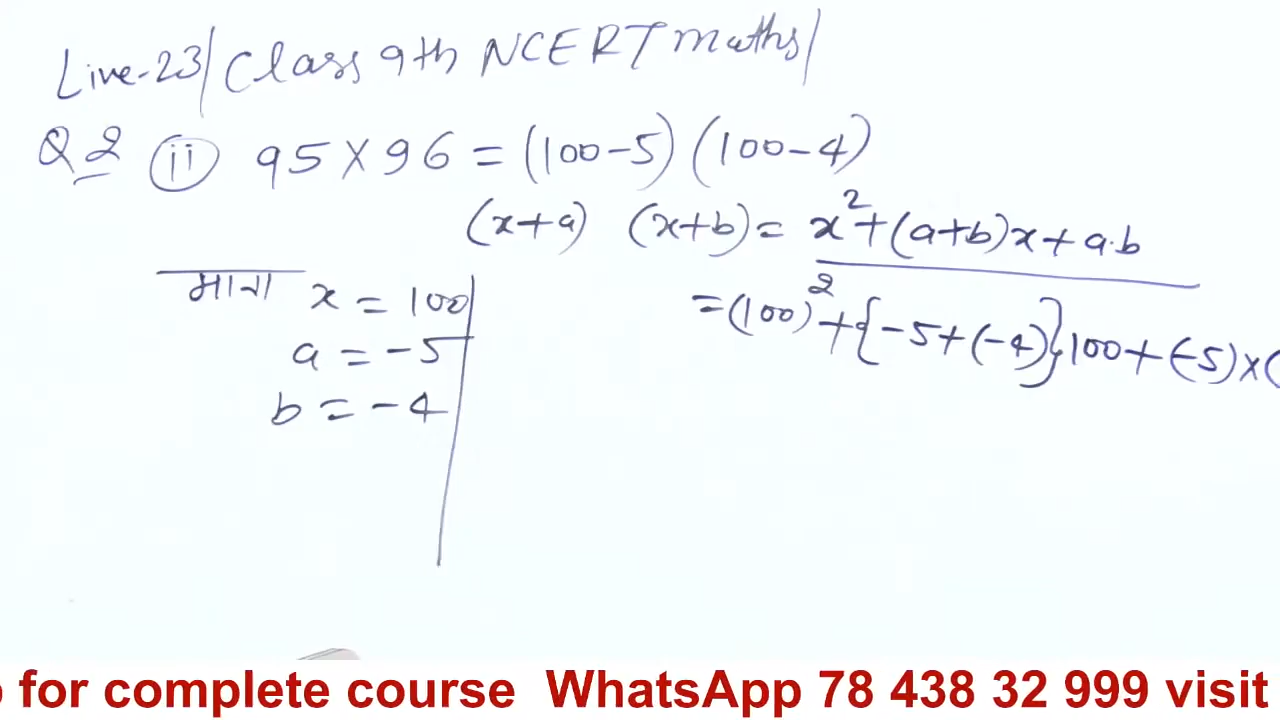 Live-23/Class 9th NCERT maths/
Q 2 (ii) 95 × 96 = (100-5) (100-4)
(x+a) (x+b) = x² + (a+b)x + a.b
माना x = 100
= (100)² + {-5+(-4)}100 + (-5)×(
a = -5
b = -4
for complete course WhatsApp 78 438 32 999 visit